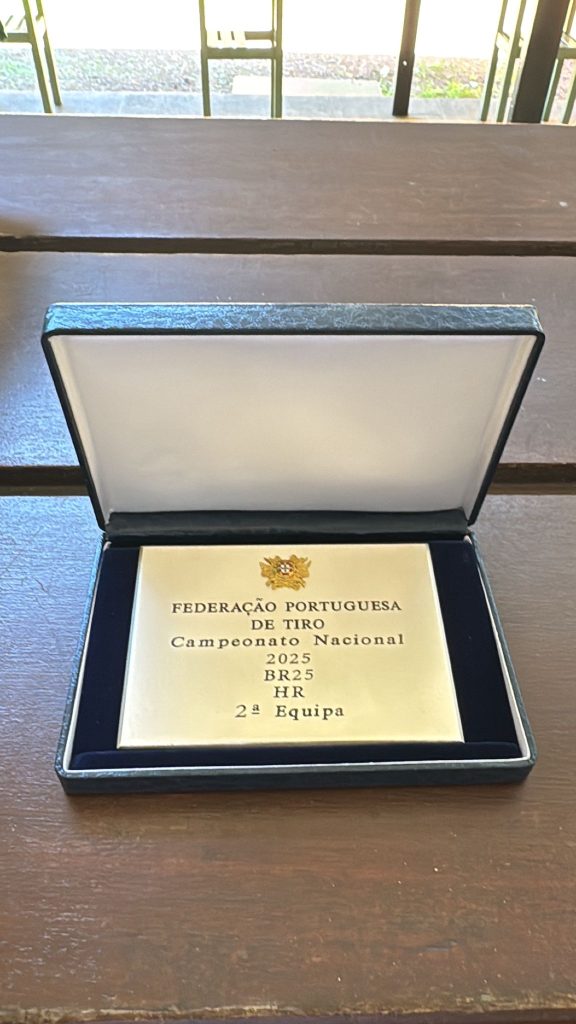 FEDERAÇÃO PORTUGUESA
DE TIRO
Campeonato Nacional
2025
BR25
HR
2ª Equipa